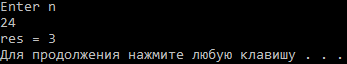 Enter n
24
res = 3
Для продолжения нажмите любую клавишу . . .